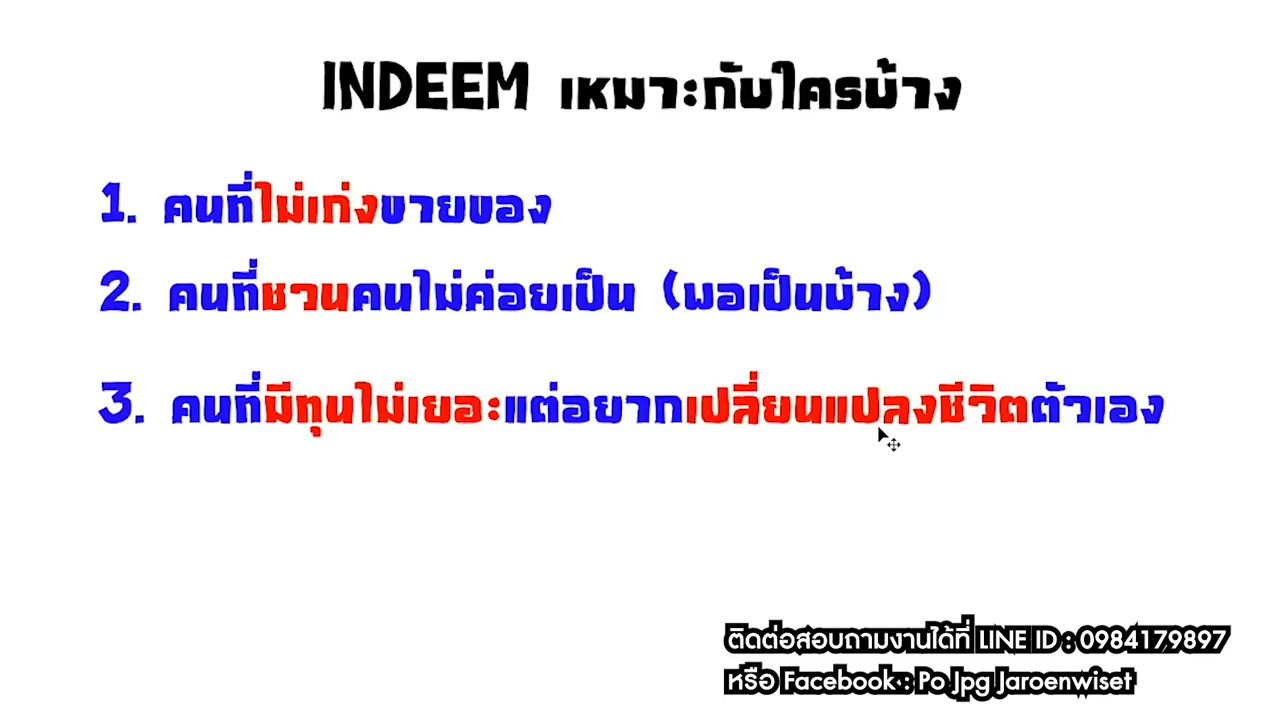 INDEEM เหมาะกับใครบ้าง
1. คนที่ไม่เก่งขายของ
2. คนที่ชวนคนไม่ค่อยเป็น (พอเป็นบ้าง)
3. คนที่มีทุนไม่เยอะแต่อยากเปลี่ยนแปลงชีวิตตัวเอง
ติดต่อสอบถามงานได้ที่ LINE ID : 0984179897
หรือ Facebook : Po Jpg Jaroenwiset